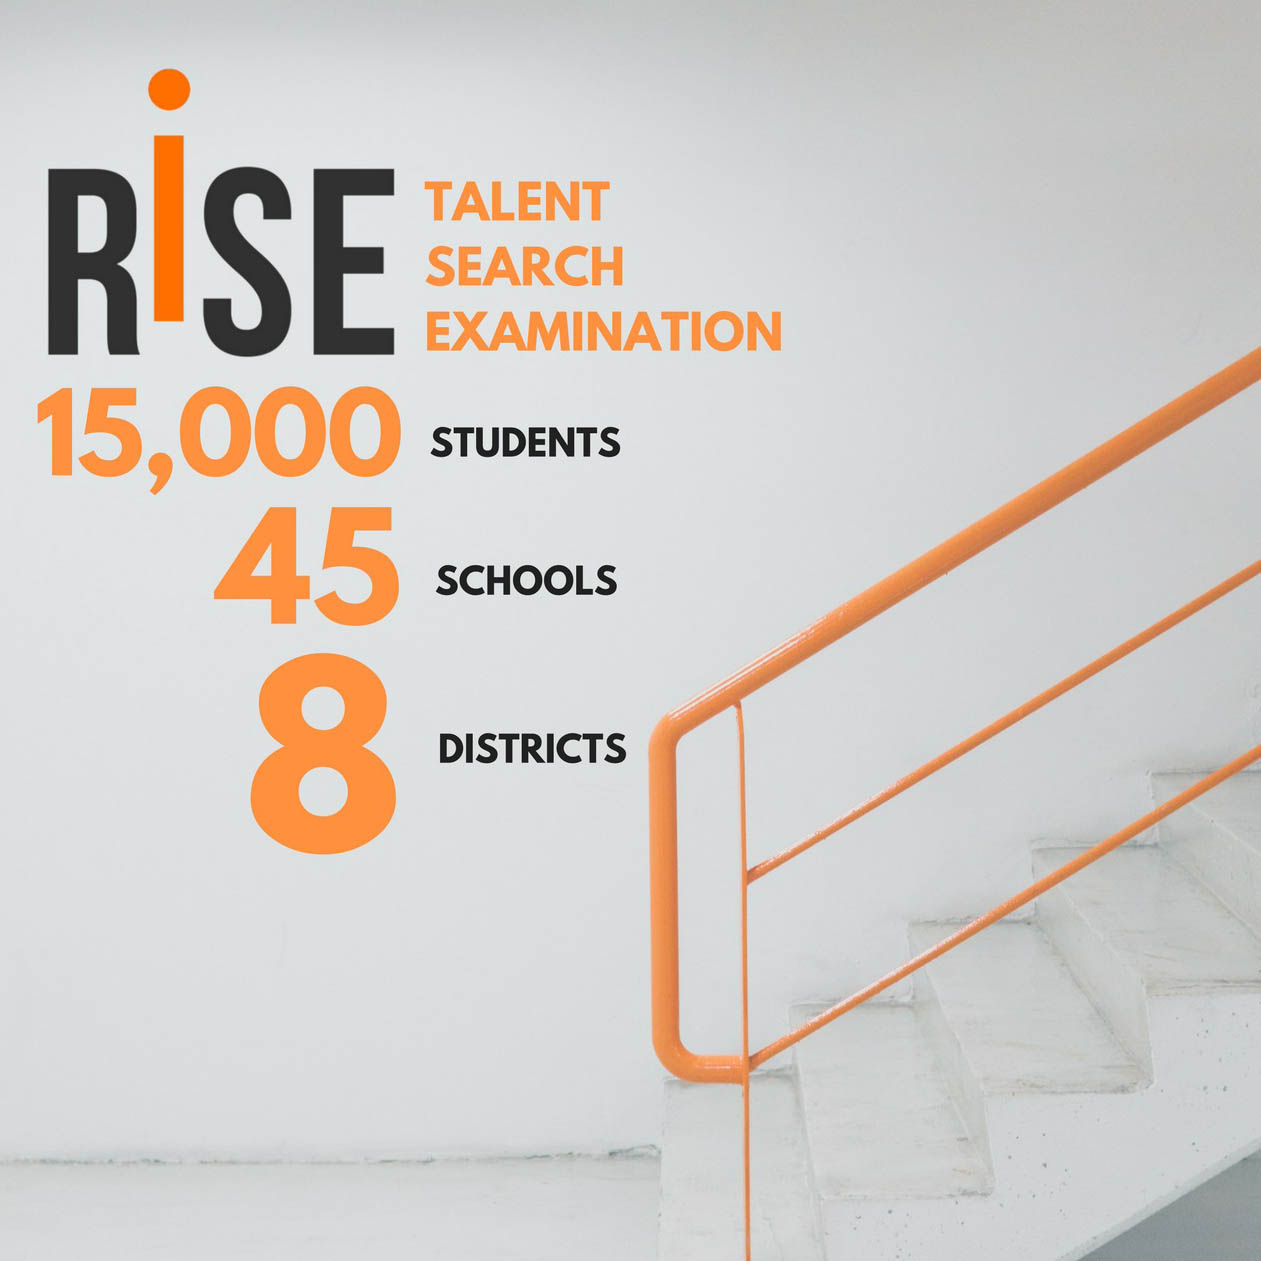 RiSE
TALENT
SEARCH
EXAMINATION
15,000 STUDENTS
45 SCHOOLS
8 DISTRICTS